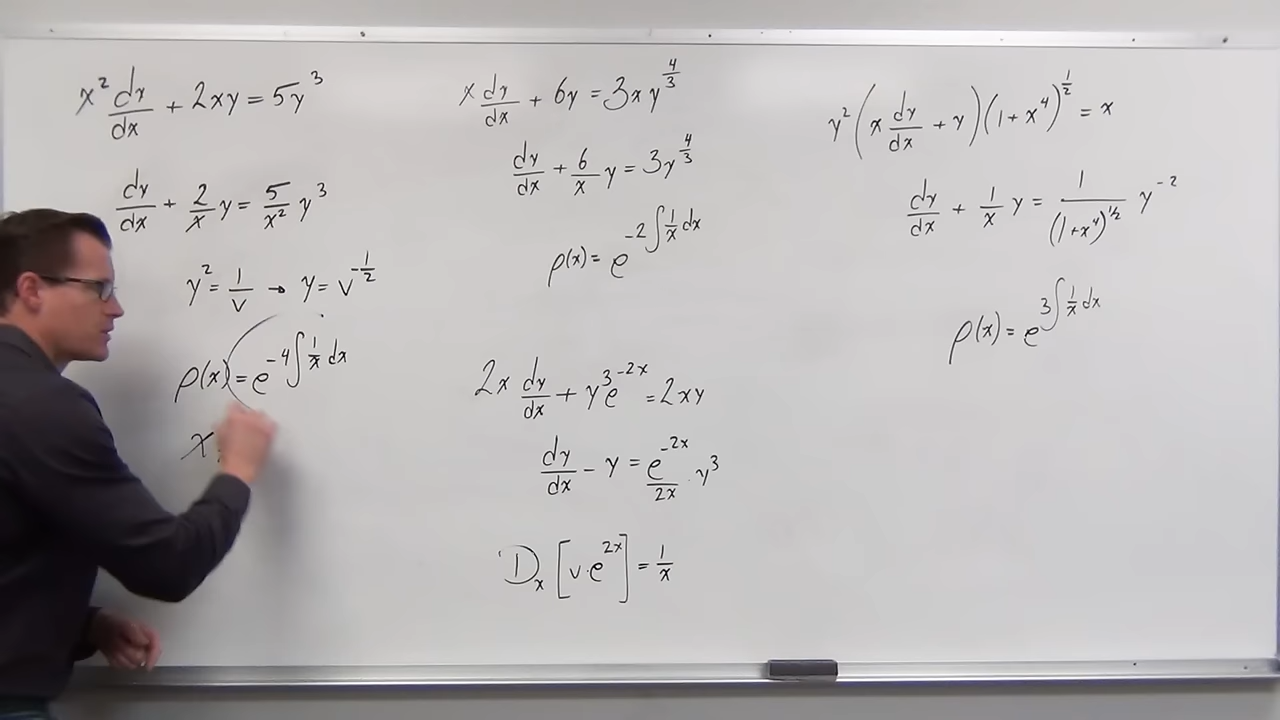 x² dy/dx + 2xy = 5y³
dy/dx + 2/x y = 5/x² y³
y² = 1/v → y = v^(-1/2)
ρ(x) = e^(-4∫ 1/x dx)
x
x dy/dx + 6y = 3xy^(4/3)
dy/dx + 6/x y = 3y^(4/3)
ρ(x) = e^(-2∫ 1/x dx)
2x dy/dx + y³e^(-2x) = 2xy
dy/dx - y = e^(-2x)/2x · y³
D_x [v·e^(2x)] = 1/x
y² (x dy/dx + y)(1+x⁴)^(1/2) = x
dy/dx + 1/x y = 1/(1+x⁴)^(1/2) y^(-2)
ρ(x) = e^(3∫ 1/x dx)